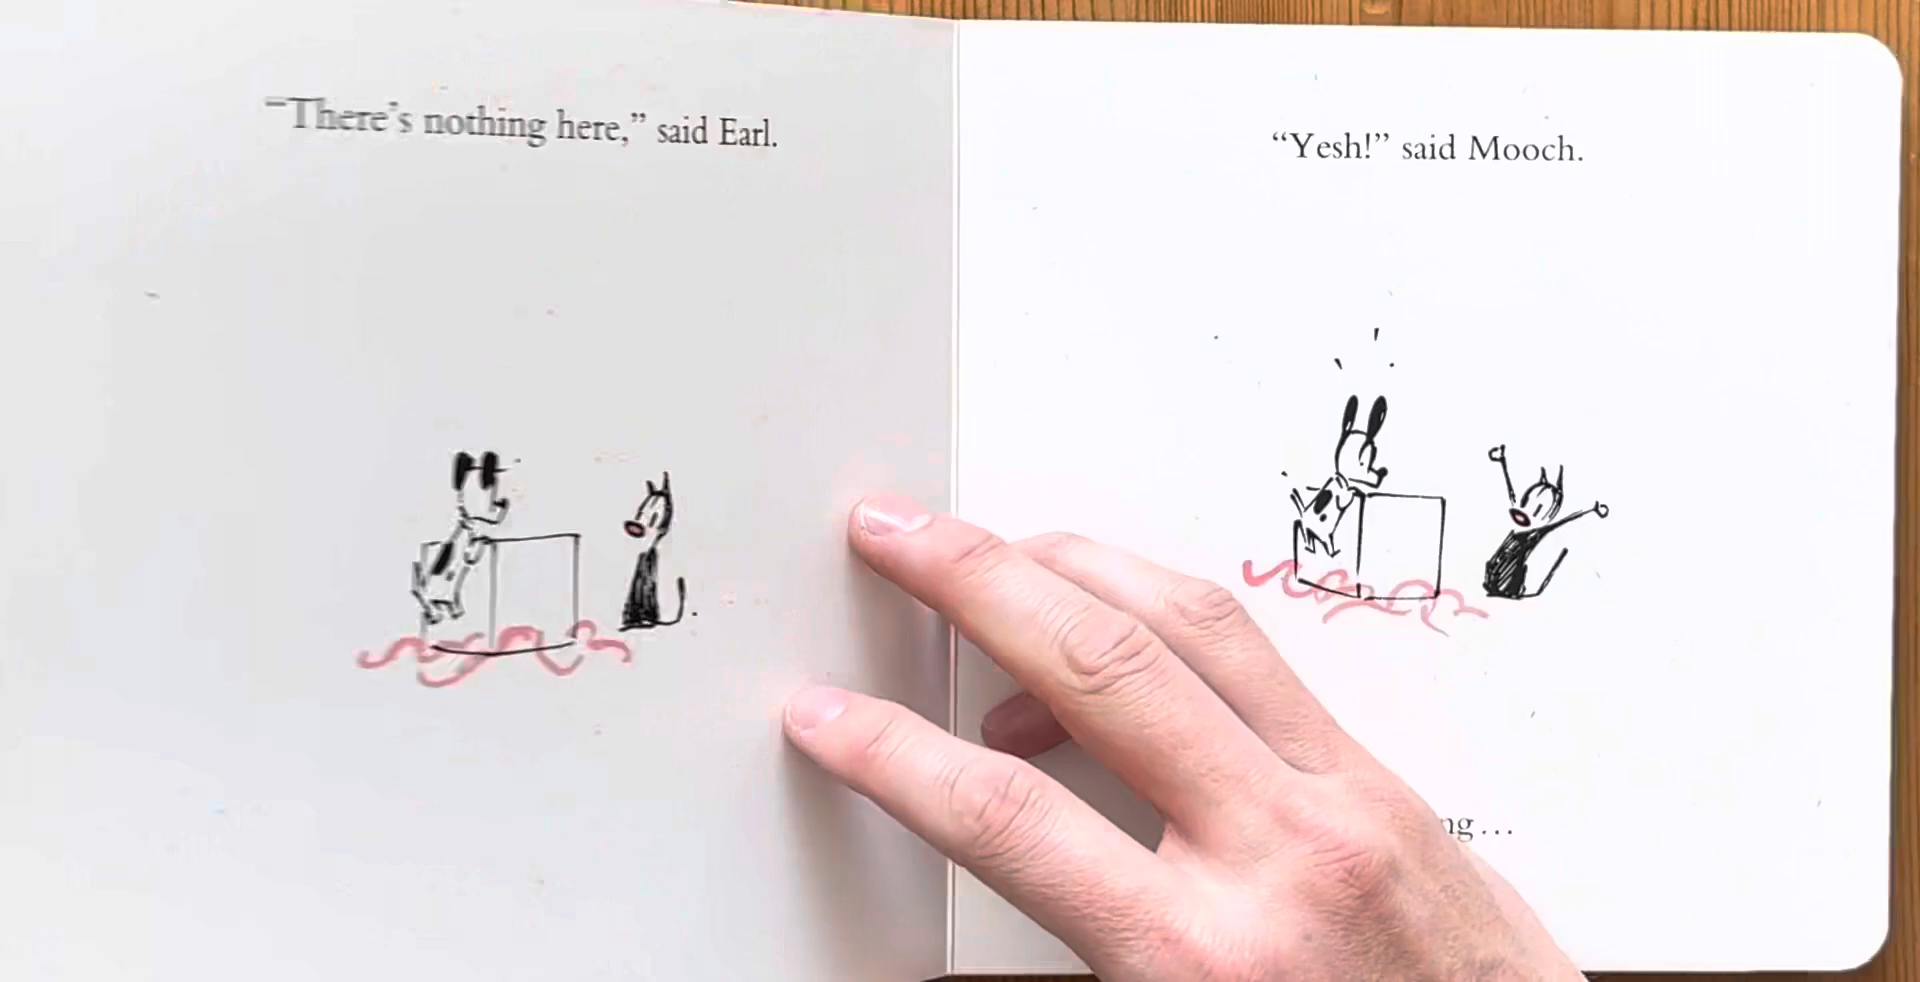 “There’s nothing here,” said Earl.
“Yesh!” said Mooch.